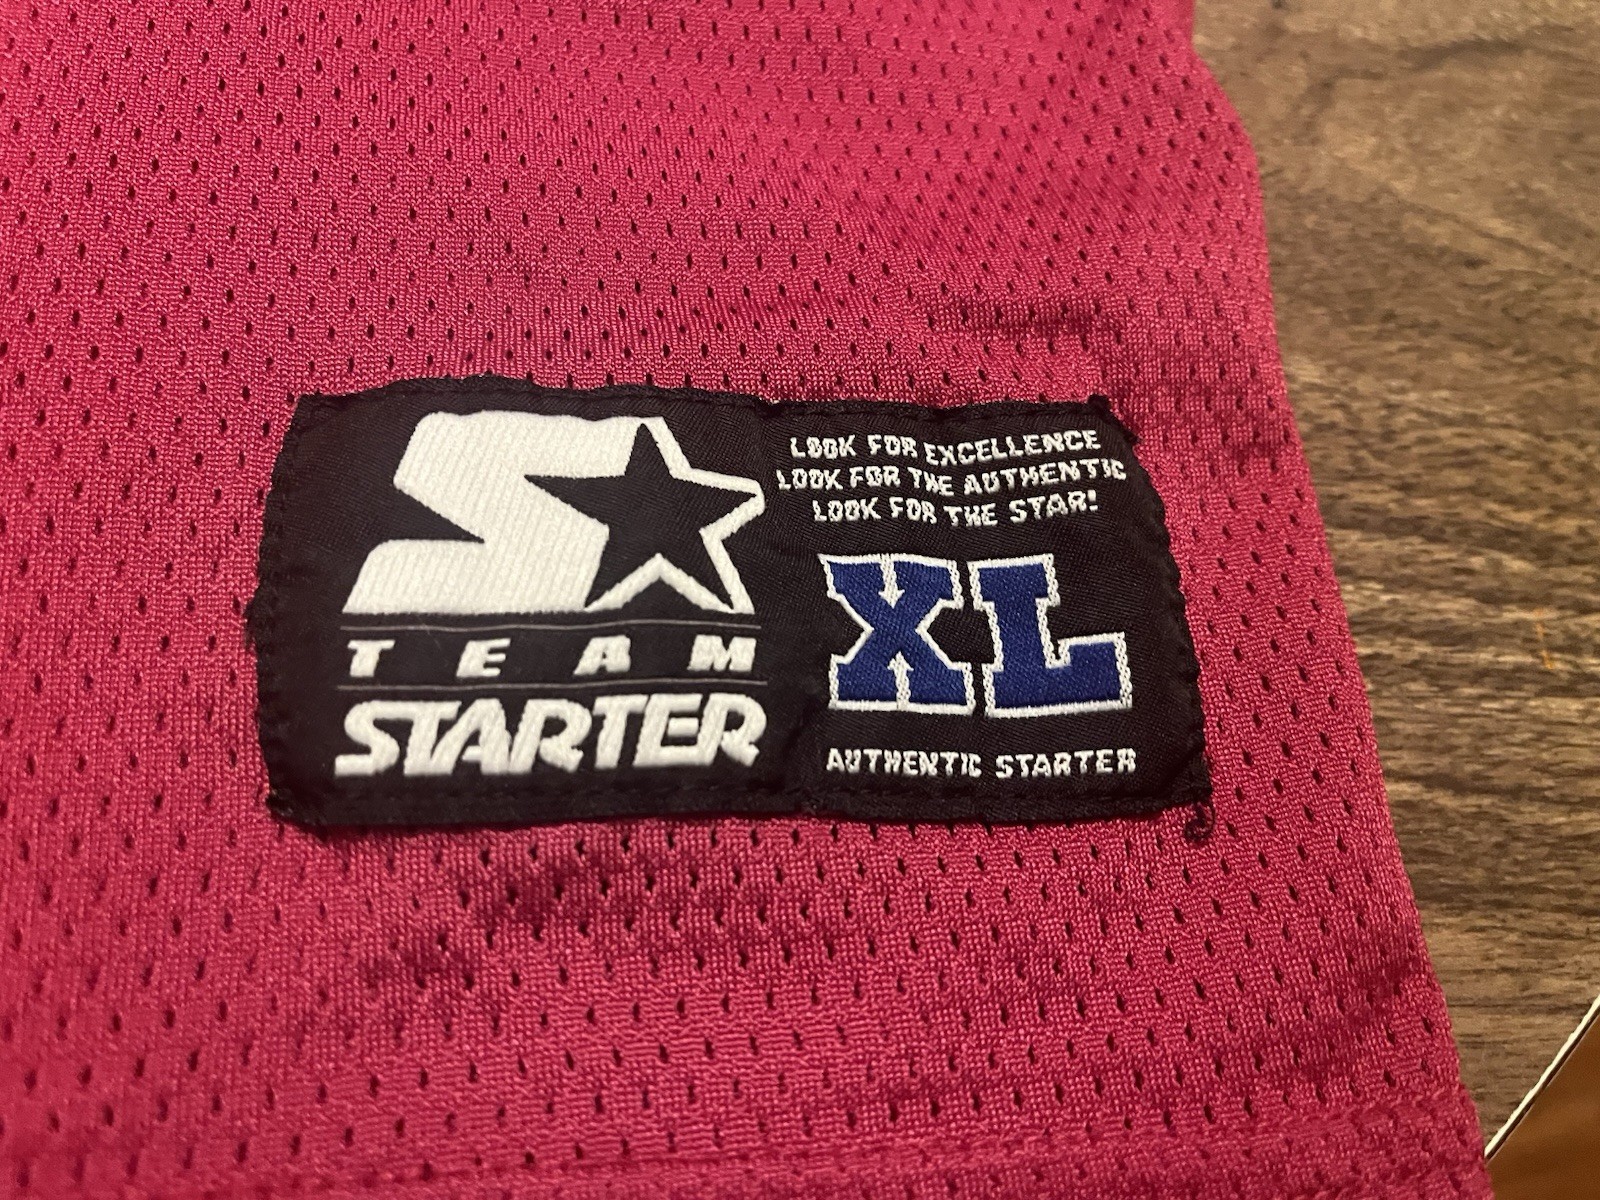 TEAM
STARTER
LOOK FOR EXCELLENCE
LOOK FOR THE AUTHENTIC
LOOK FOR THE STAR!
XL
AUTHENTIC STARTER